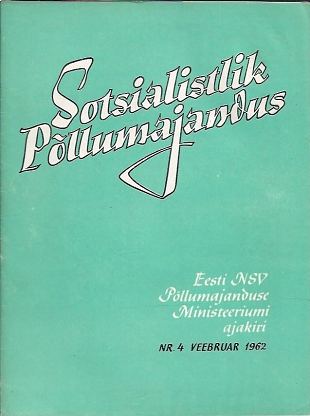 Sotsialistlik
Põllumajandus
Eesti NSV
Põllumajanduse
Ministeeriumi
ajakiri
NR. 4 VEEBRUAR 1962